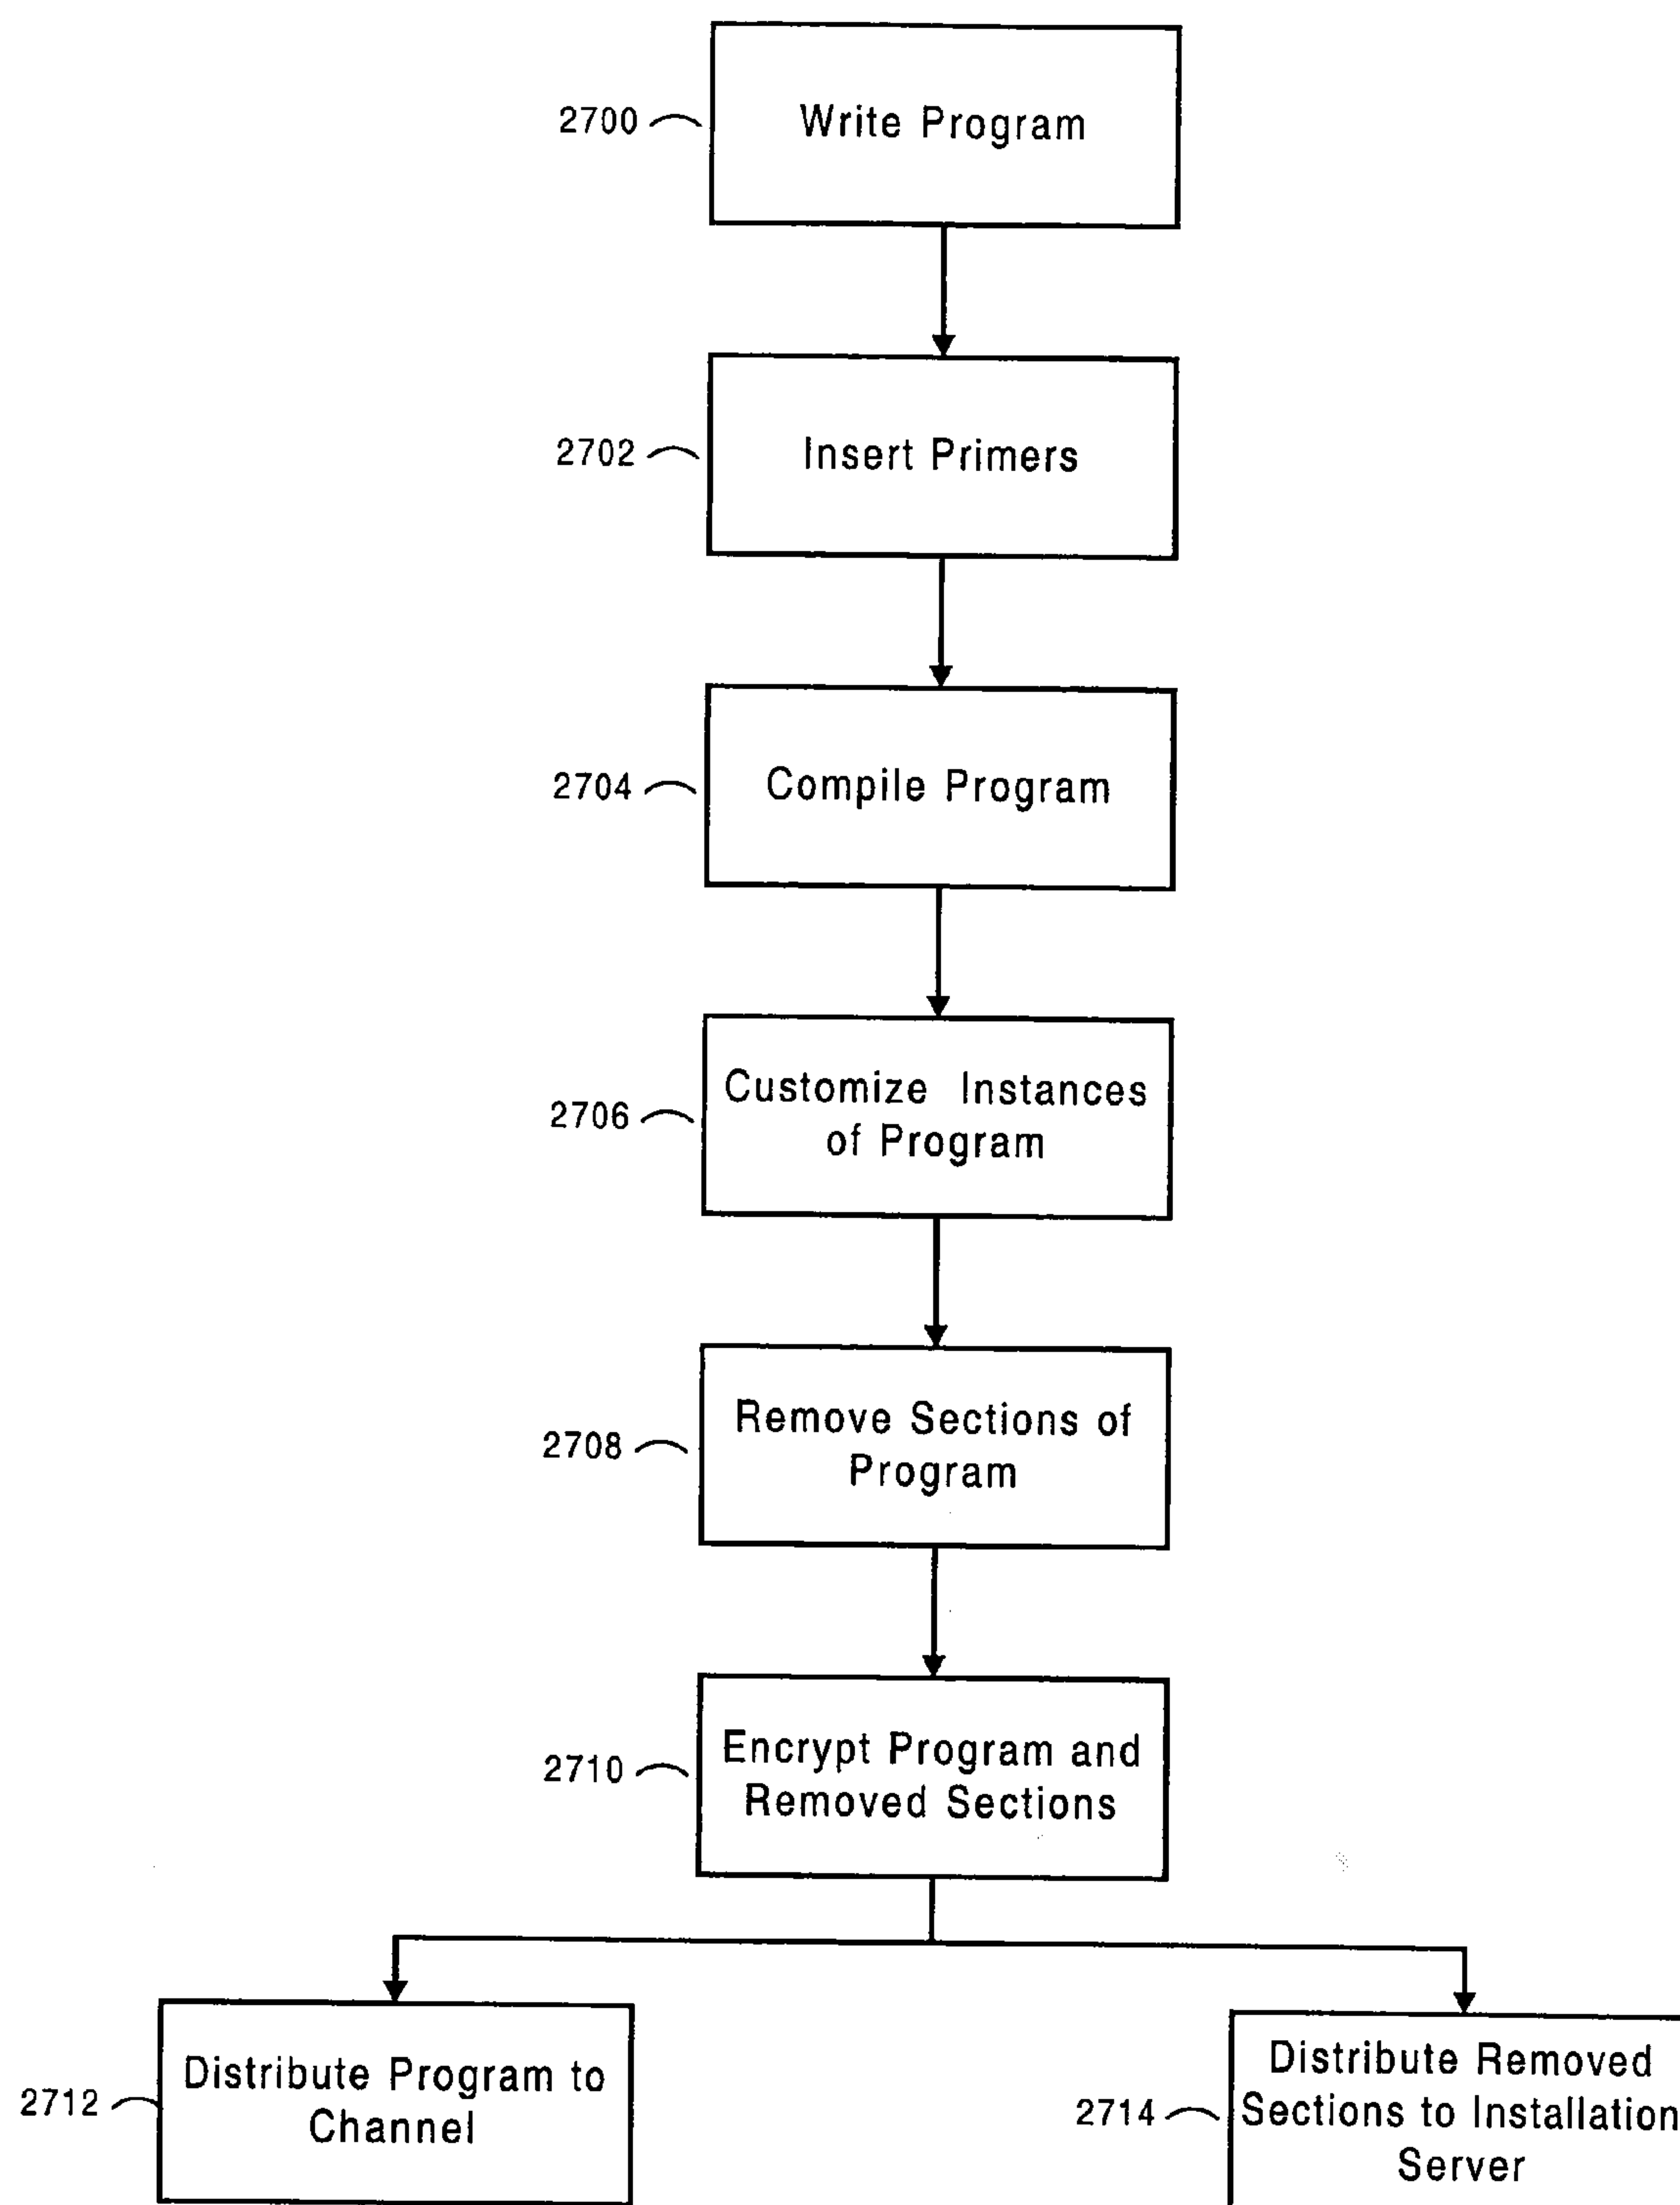 2700
Write Program
2702
Insert Primers
2704
Compile Program
2706
Customize Instances
of Program
2708
Remove Sections of
Program
2710
Encrypt Program and
Removed Sections
2712
Distribute Program to
Channel
2714
Distribute Removed
Sections to Installation
Server